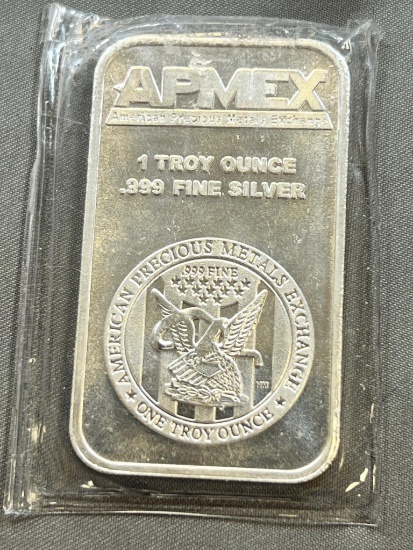 APMEX
American Precious Metals Exchange
1 TROY OUNCE
.999 FINE SILVER
AMERICAN PRECIOUS METALS EXCHANGE
.999 FINE
★ ONE TROY OUNCE ★